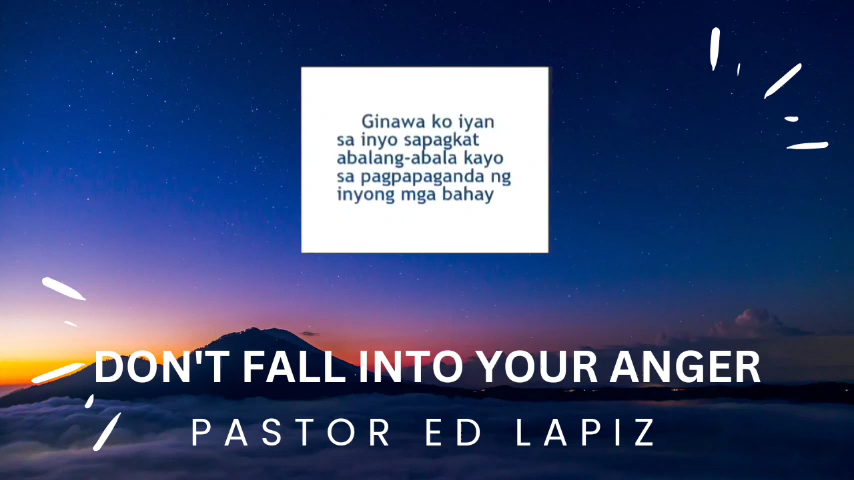 Ginawa ko iyan
sa inyo sapagkat
abalang-abala kayo
sa pagpapaganda ng
inyong mga bahay
DON'T FALL INTO YOUR ANGER
PASTOR ED LAPIZ